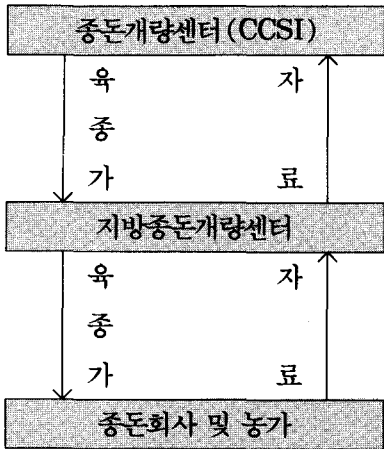 종돈개량센터(CCSI)
육 자
종
가 료
지방종돈개량센터
육 자
종
가 료
종돈회사 및 농가